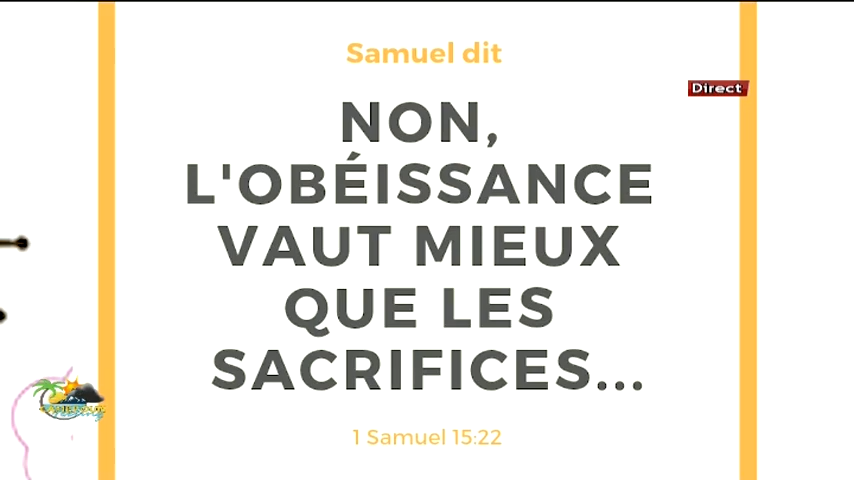 Samuel dit
Direct
NON,
L'OBÉISSANCE
VAUT MIEUX
QUE LES
SACRIFICES...
1 Samuel 15:22